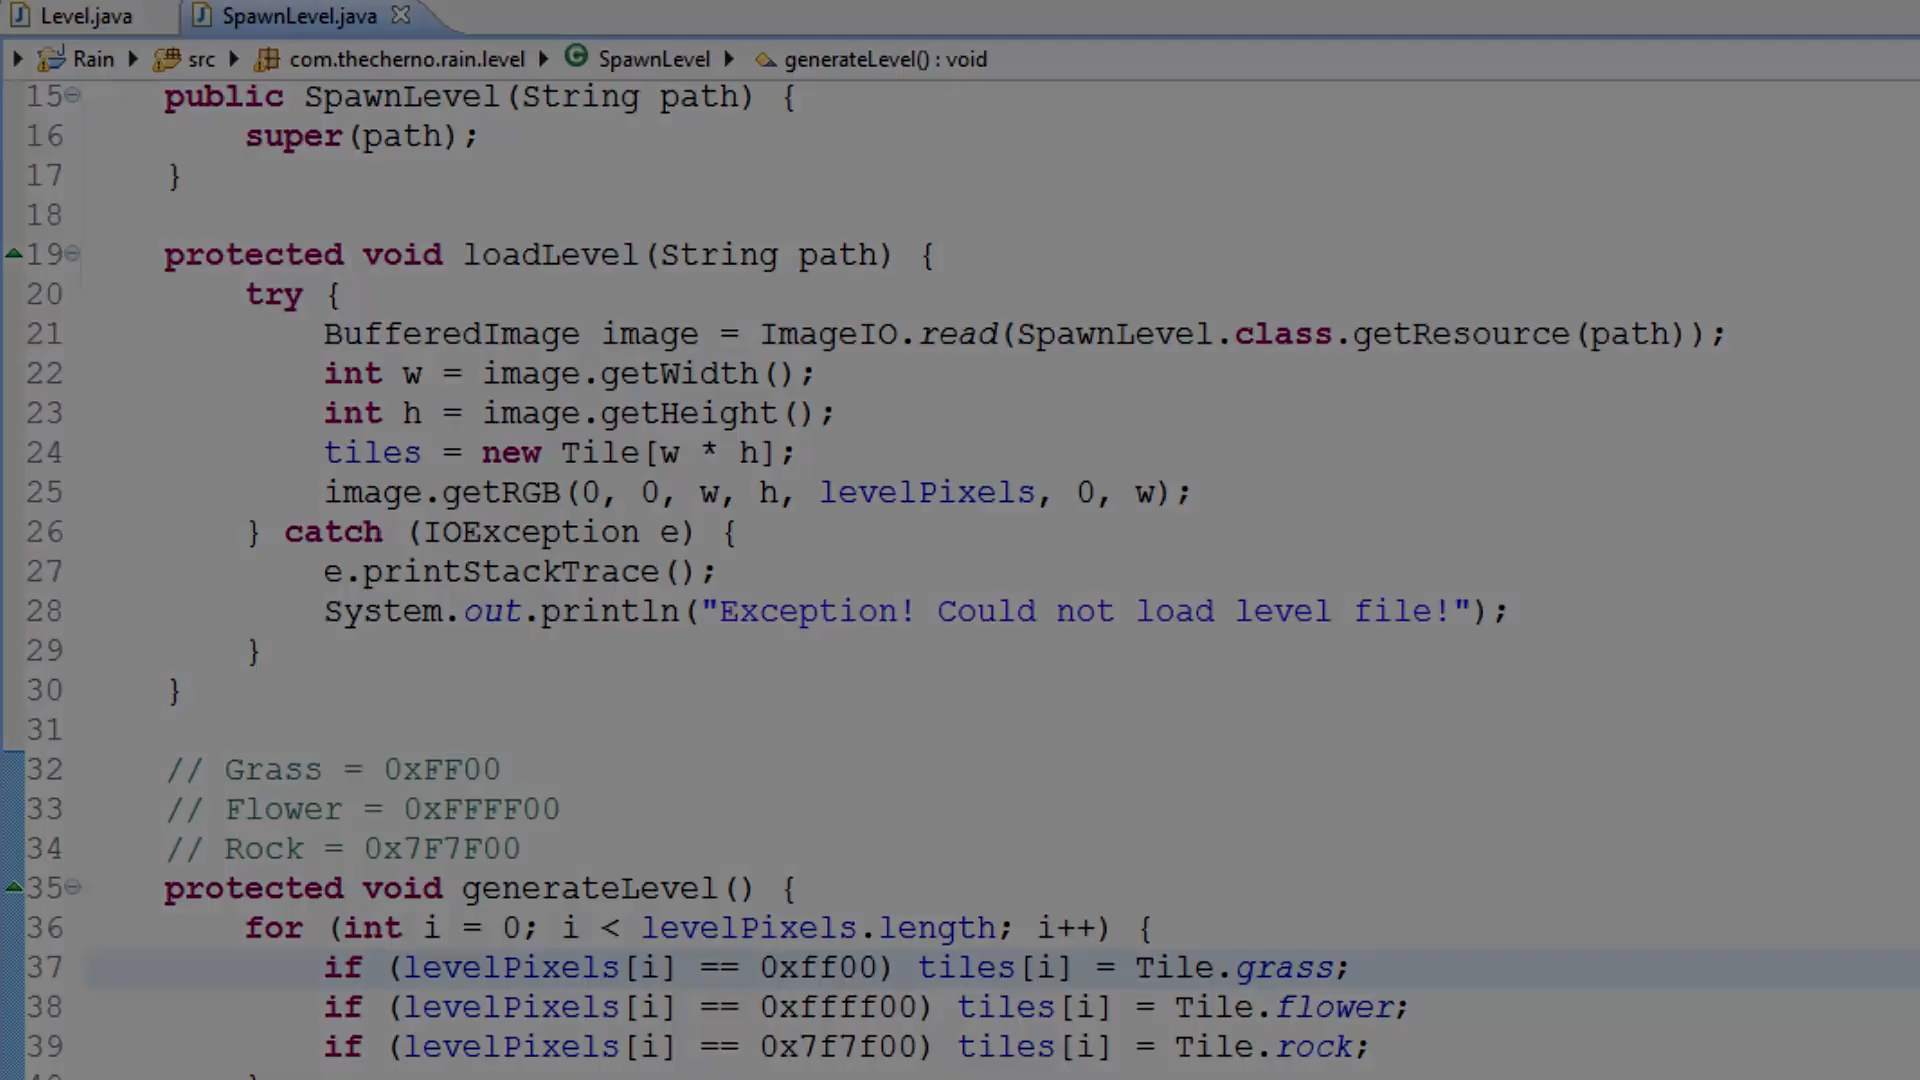 Level.java SpawnLevel.java
Rain src com.thecherno.rain.level SpawnLevel generateLevel() : void
15 public SpawnLevel(String path) {
16 super(path);
17 }
18
19 protected void loadLevel(String path) {
20 try {
21 BufferedImage image = ImageIO.read(SpawnLevel.class.getResource(path));
22 int w = image.getWidth();
23 int h = image.getHeight();
24 tiles = new Tile[w * h];
25 image.getRGB(0, 0, w, h, levelPixels, 0, w);
26 } catch (IOException e) {
27 e.printStackTrace();
28 System.out.println("Exception! Could not load level file!");
29 }
30 }
31
32 // Grass = 0xFF00
33 // Flower = 0xFFFF00
34 // Rock = 0x7F7F00
35 protected void generateLevel() {
36 for (int i = 0; i < levelPixels.length; i++) {
37 if (levelPixels[i] == 0xff00) tiles[i] = Tile.grass;
38 if (levelPixels[i] == 0xffff00) tiles[i] = Tile.flower;
39 if (levelPixels[i] == 0x7f7f00) tiles[i] = Tile.rock;